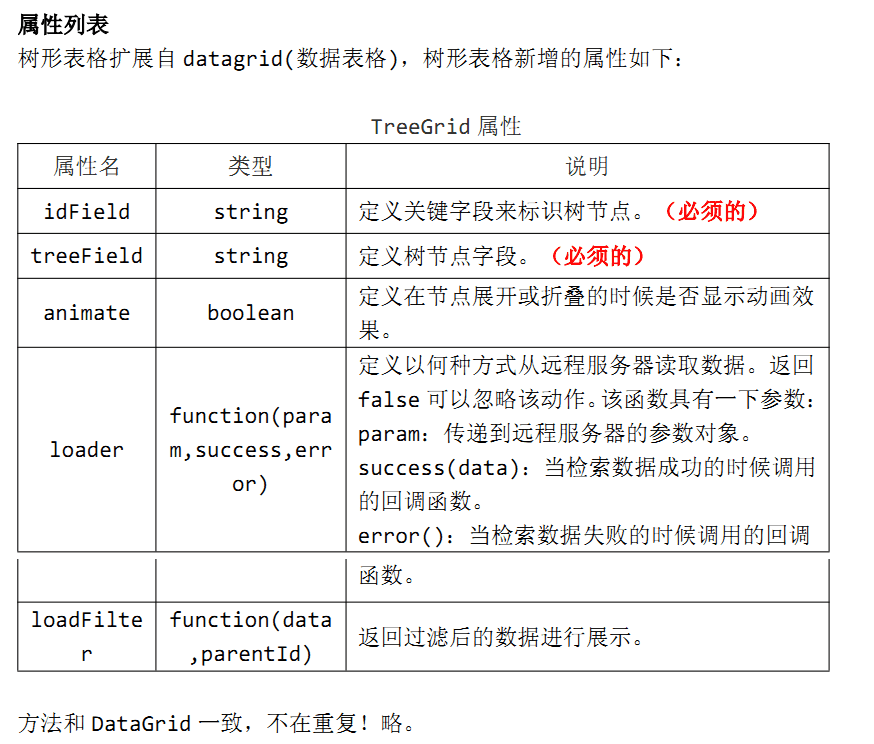 属性列表
树形表格扩展自 datagrid(数据表格)，树形表格新增的属性如下：
TreeGrid 属性
属性名 类型 说明
idField string 定义关键字段来标识树节点。（必须的）
treeField string 定义树节点字段。（必须的）
animate boolean 定义在节点展开或折叠的时候是否显示动画效
果。
loader
function(para
m,success,err
or)
定义以何种方式从远程服务器读取数据。返回
false 可以忽略该动作。该函数具有一下参数：
param：传递到远程服务器的参数对象。
success(data)：当检索数据成功的时候调用
的回调函数。
error()：当检索数据失败的时候调用的回调
函数。
loadFilte
r
function(data
,parentId)
返回过滤后的数据进行展示。
方法和 DataGrid 一致，不在重复！略。